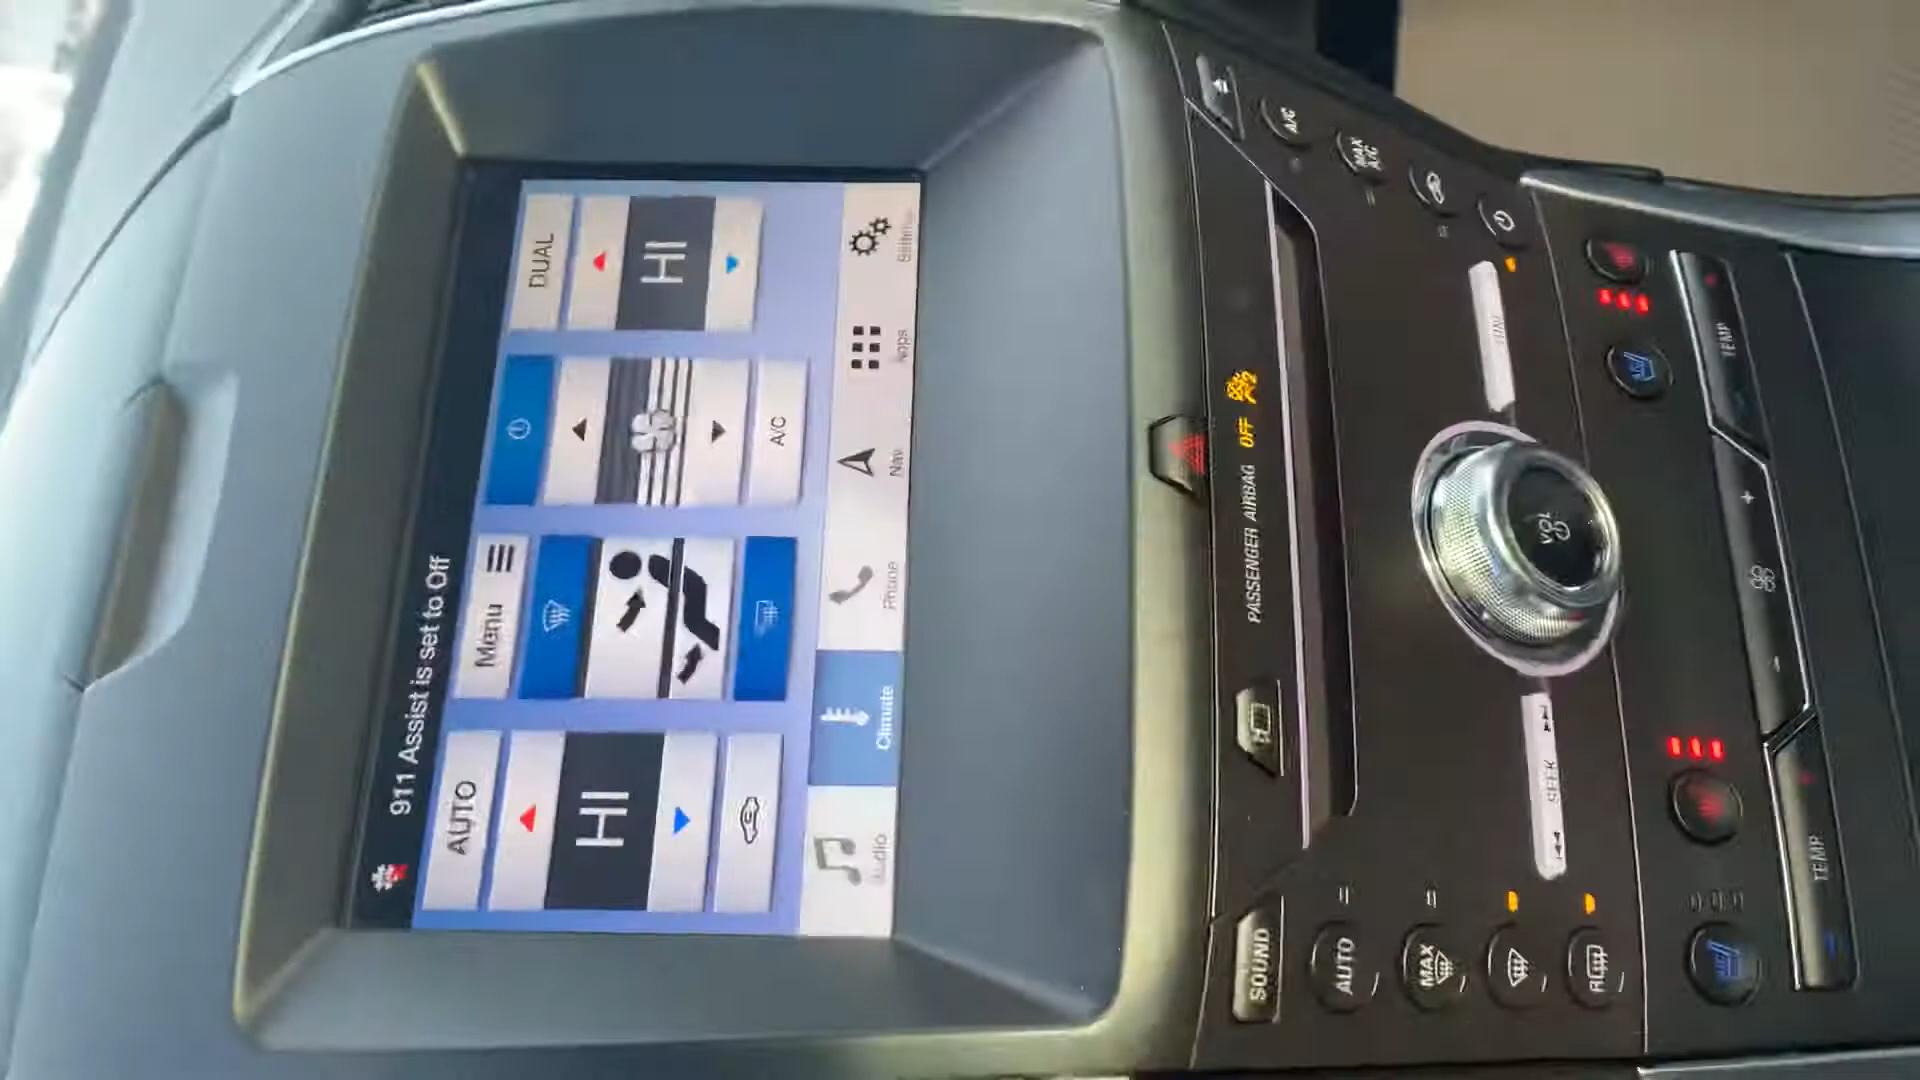 911 Assist is set to Off
AUTO
Menu
DUAL
HI
HI
A/C
Audio
Climate
Phone
Nav
Apps
PASSENGER AIRBAG OFF
2
SOUND
A/C
MAX A/C
AUTO
MAX
R
SEEK
VOL
TEMP
+
-
TEMP